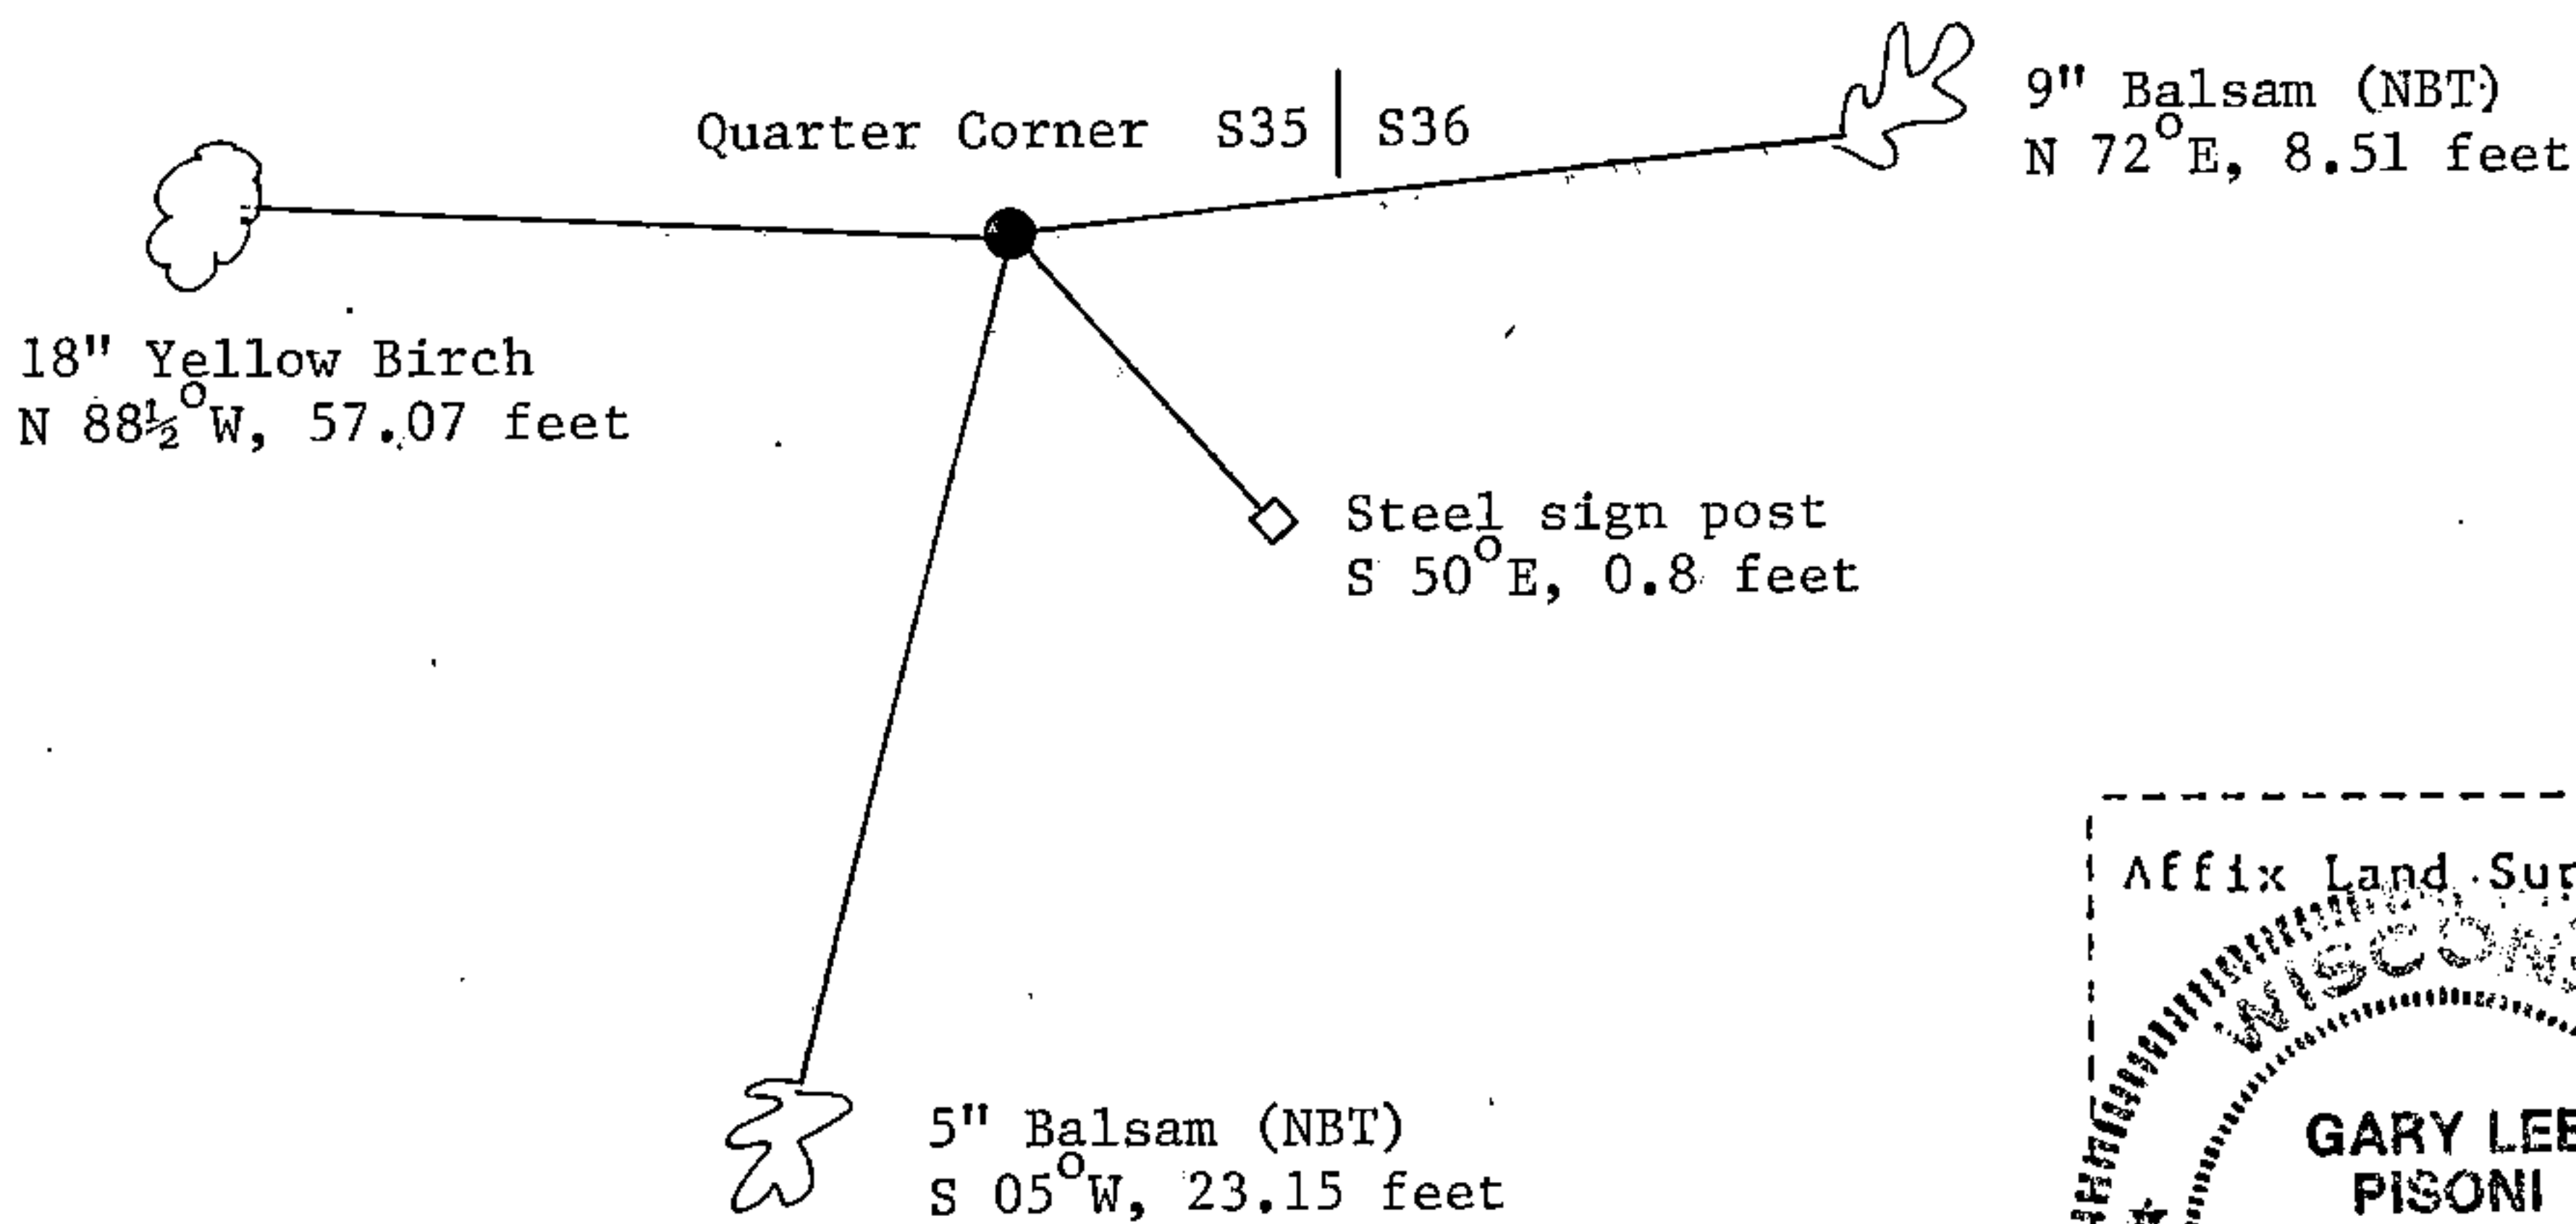 Quarter Corner S35 | S36
9" Balsam (NBT)
N 72°E, 8.51 feet
18" Yellow Birch
N 88½°W, 57.07 feet
Steel sign post
S 50°E, 0.8 feet
5" Balsam (NBT)
S 05°W, 23.15 feet
Affix Land Sur
WISCONS
GARY LEE
PISONI